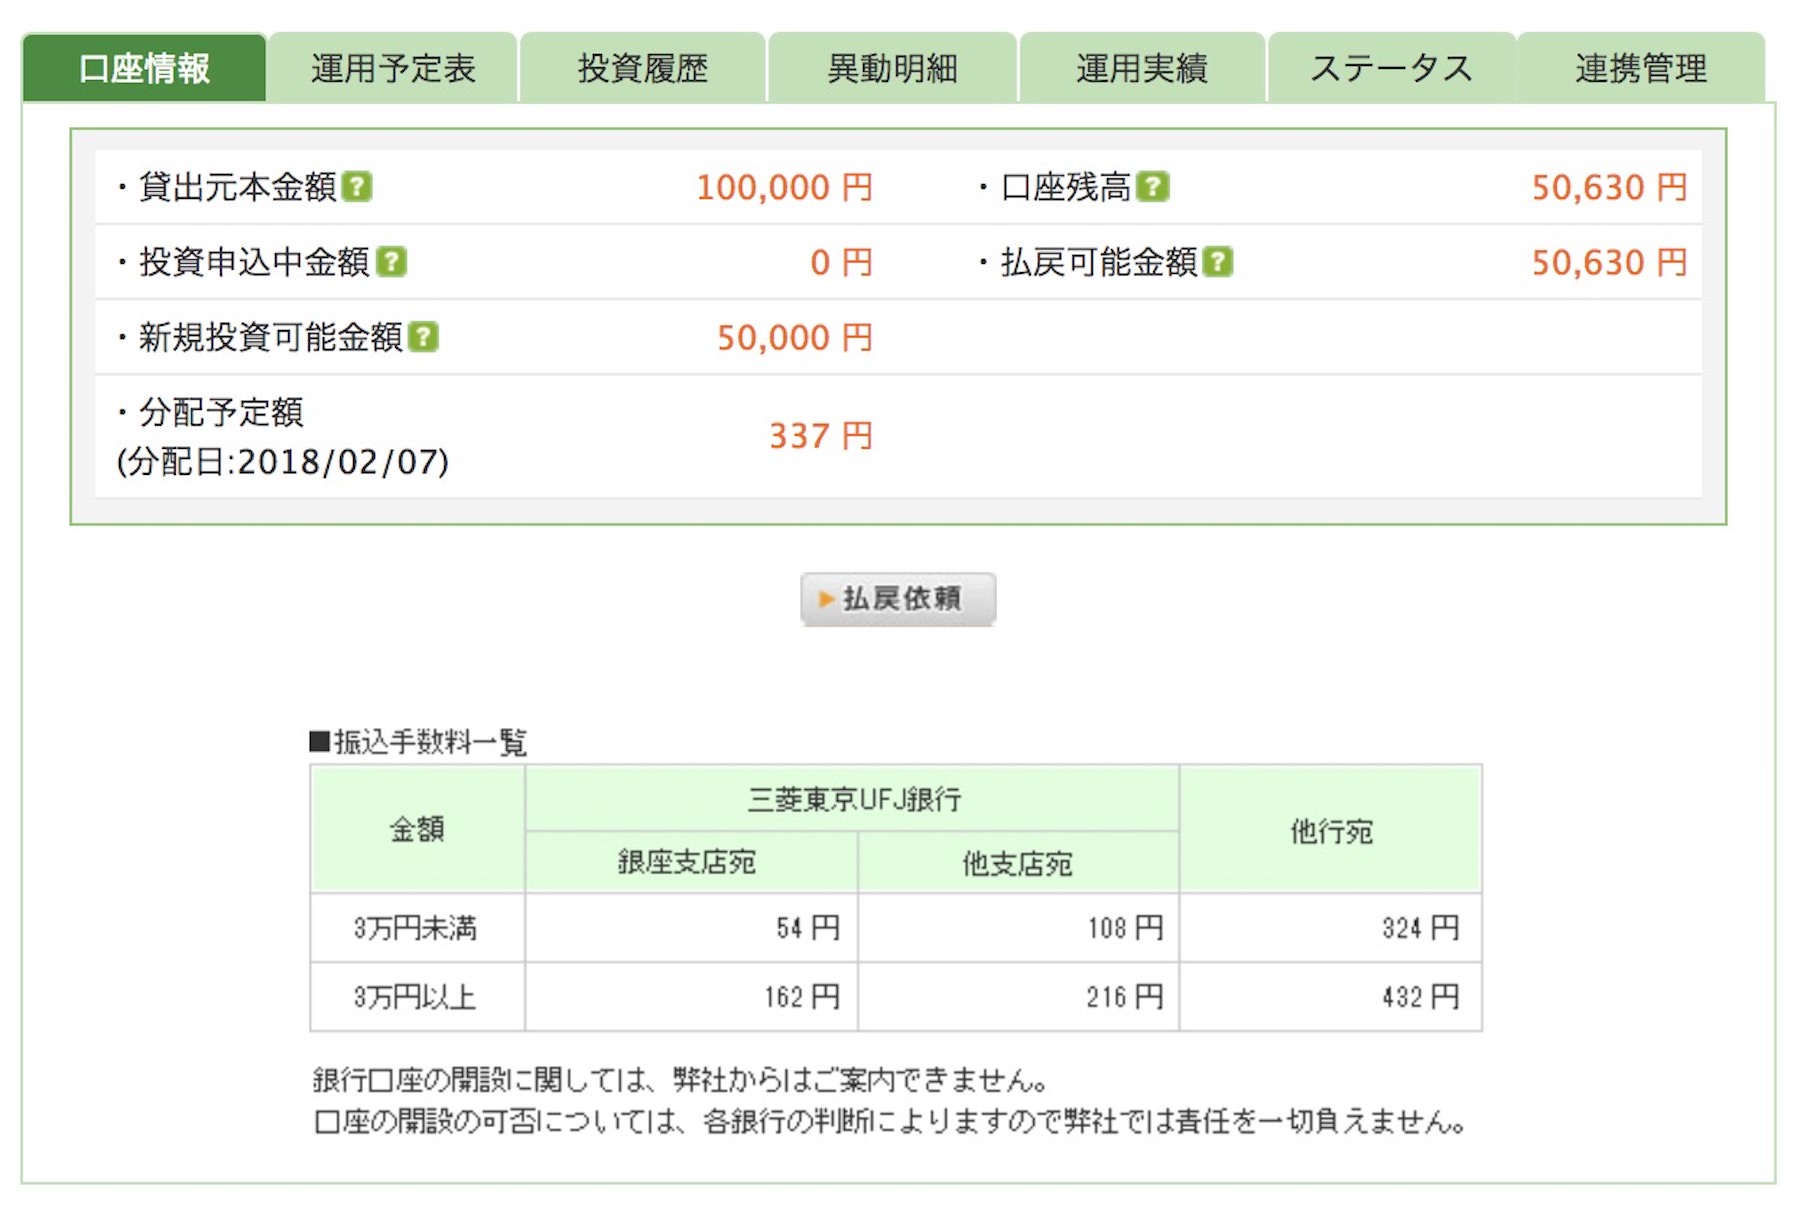 口座情報 運用予定表 投資履歴 異動明細 運用実績 ステータス 連携管理
・貸出元本金額? 100,000 円 ・口座残高? 50,630 円
・投資申込中金額? 0 円 ・払戻可能金額? 50,630 円
・新規投資可能金額? 50,000 円
・分配予定額
(分配日:2018/02/07) 337 円
払戻依頼
■振込手数料一覧
金額 三菱東京UFJ銀行 他行宛
銀座支店宛 他支店宛
3万円未満 54 円 108 円 324 円
3万円以上 162 円 216 円 432 円
銀行口座の開設に関しては、弊社からはご案内できません。
口座の開設の可否については、各銀行の判断によりますので弊社では責任を一切負えません。